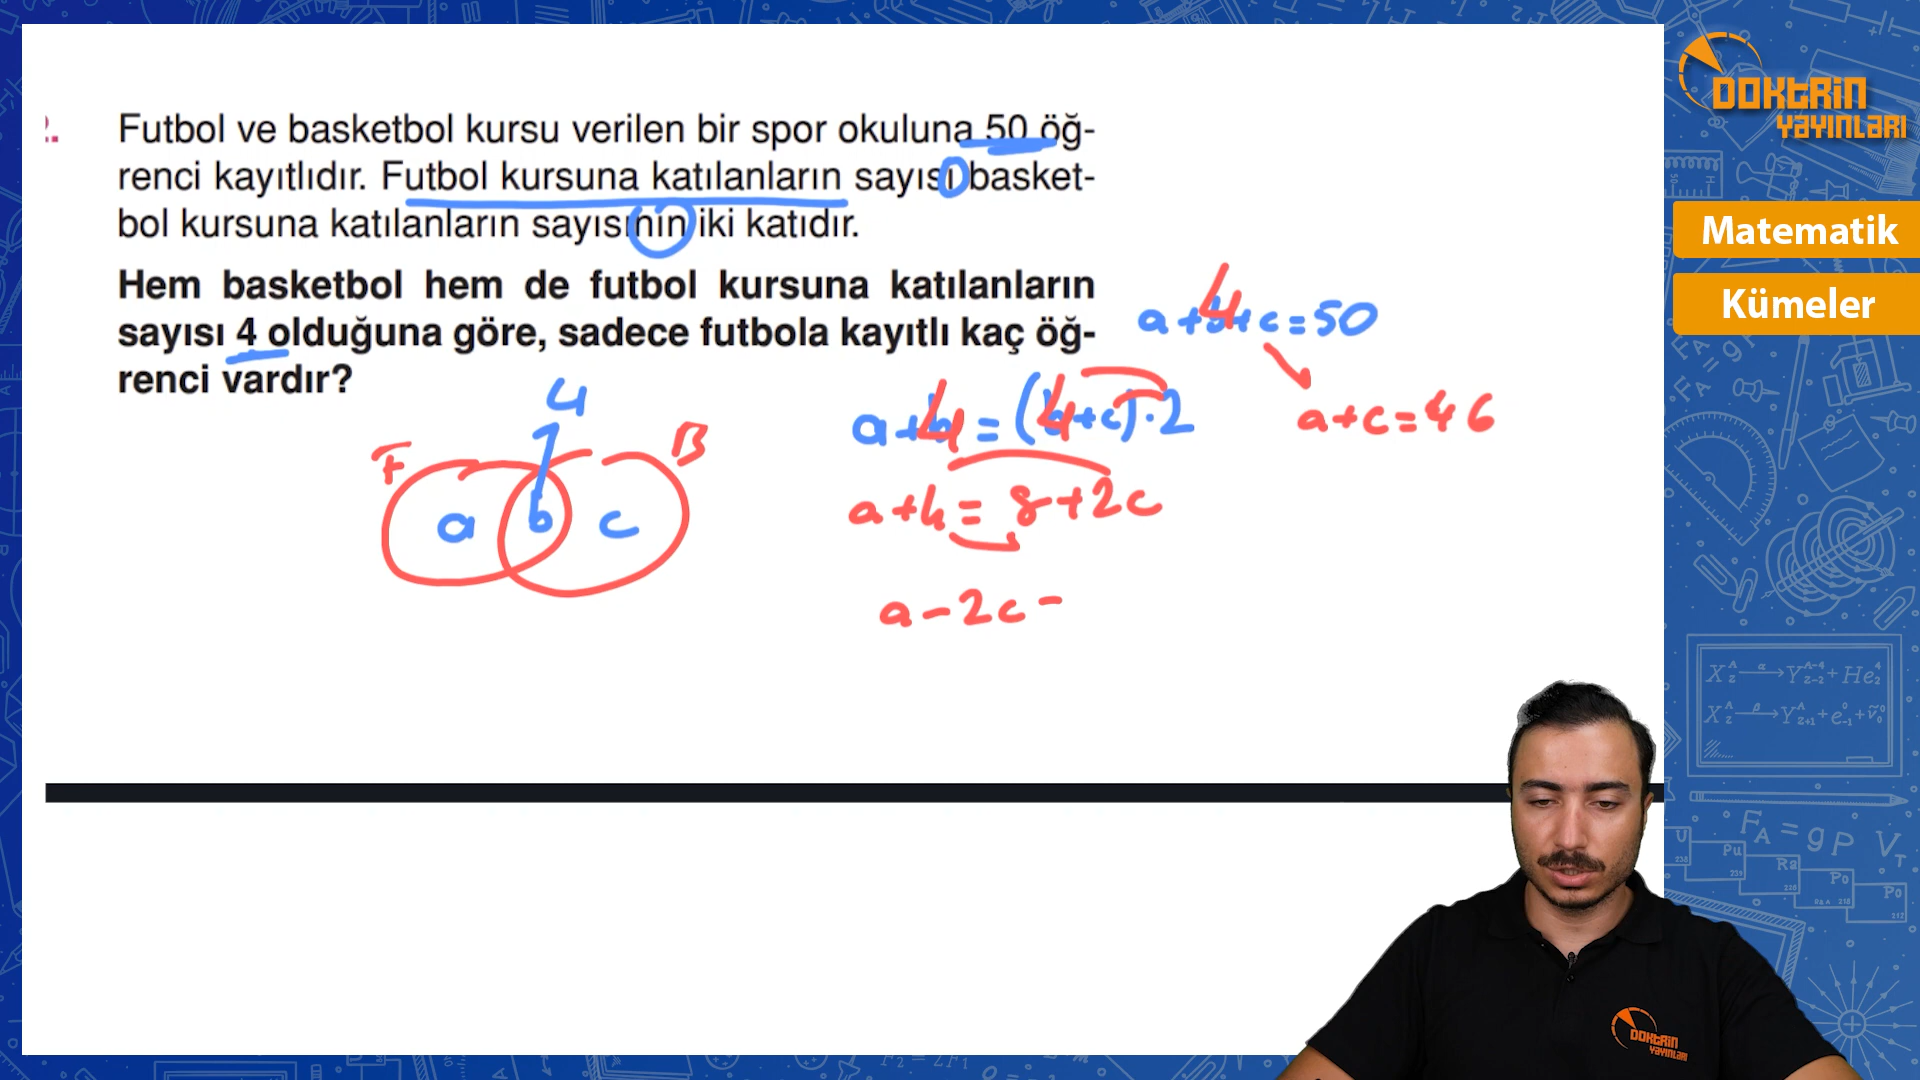 Futbol ve basketbol kursu verilen bir spor okuluna 50 öğ-
renci kayıtlıdır. Futbol kursuna katılanların sayısı basket-
bol kursuna katılanların sayısının iki katıdır.
Hem basketbol hem de futbol kursuna katılanların
sayısı 4 olduğuna göre, sadece futbola kayıtlı kaç öğ-
renci vardır?
4
F
B
a
b
c
a+4+c=50
a+c=46
a+4=(4+c)·2
a+4=8+2c
a-2c-
DOKTRİN
YAYINLARI
Matematik
Kümeler
DOKTRİN
YAYINLARI